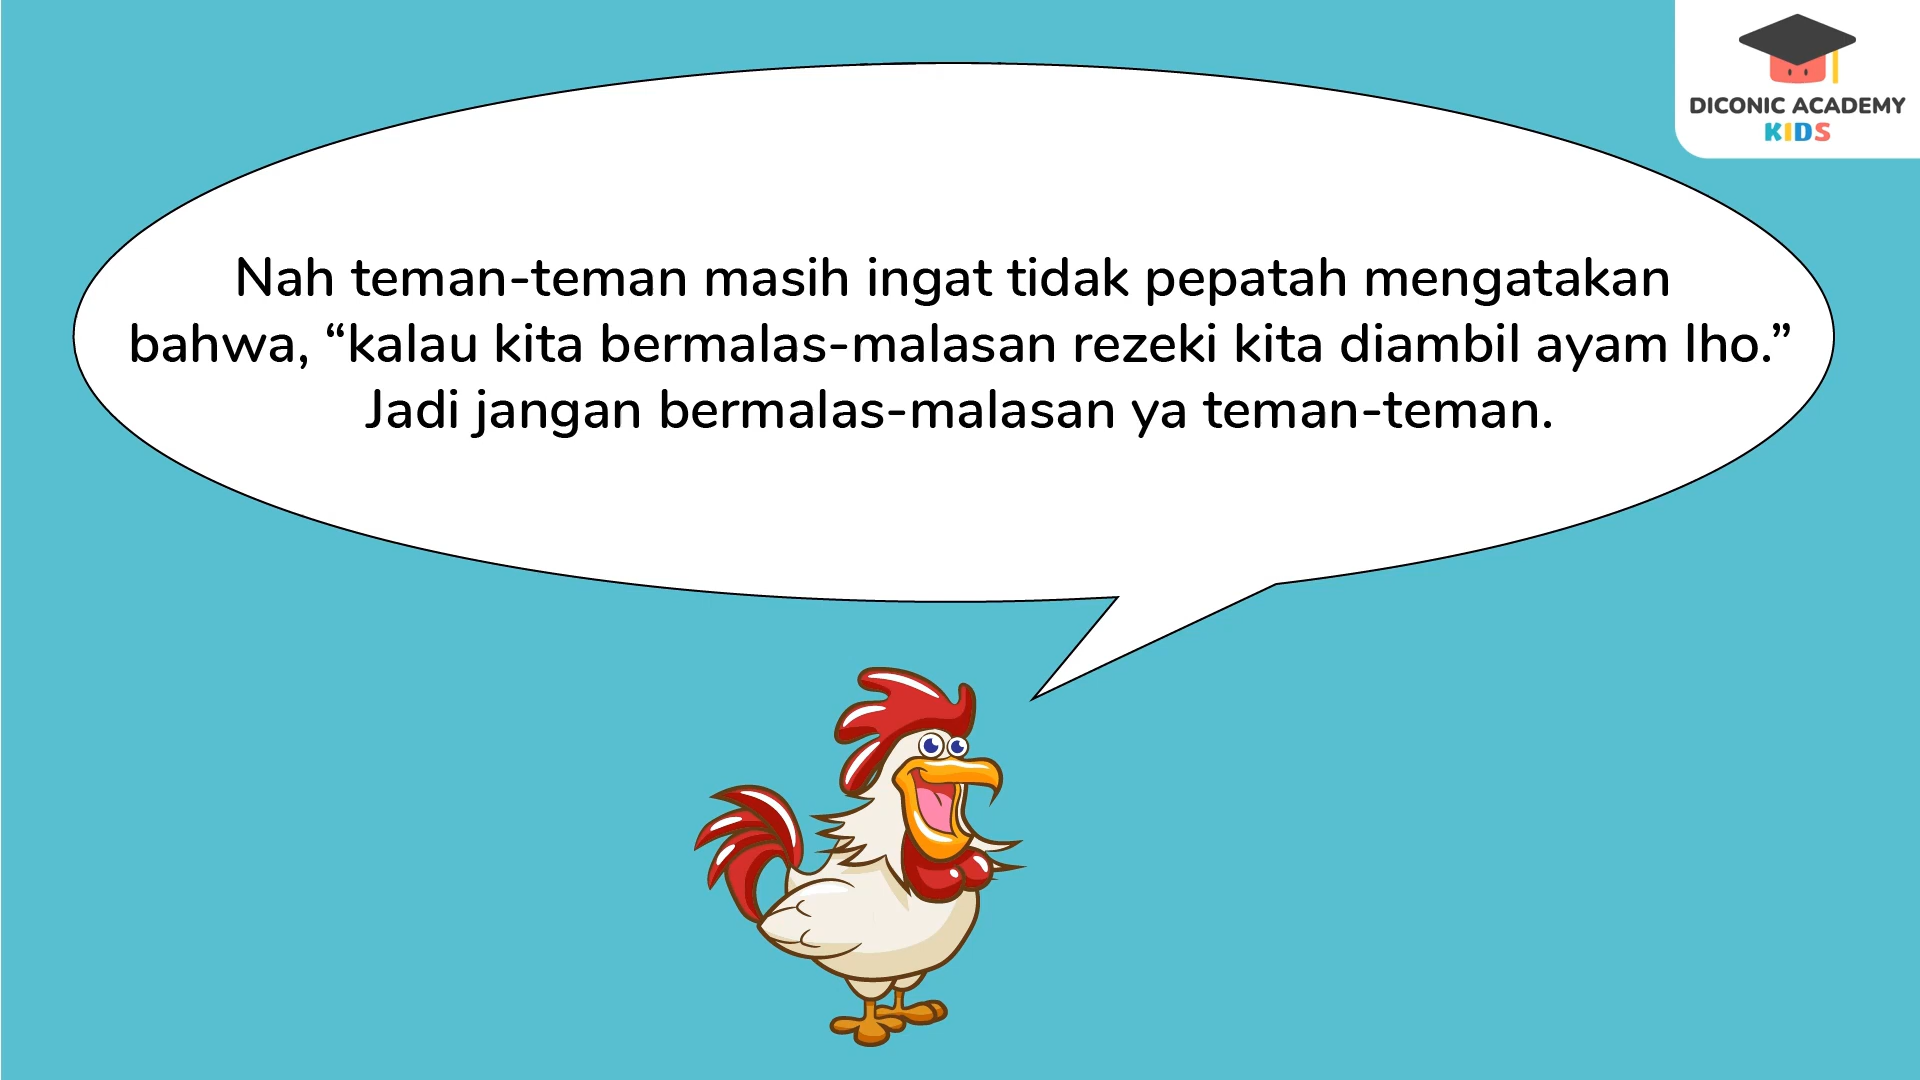 DICONIC ACADEMY
KIDS
Nah teman-teman masih ingat tidak pepatah mengatakan
bahwa, “kalau kita bermalas-malasan rezeki kita diambil ayam lho.”
Jadi jangan bermalas-malasan ya teman-teman.